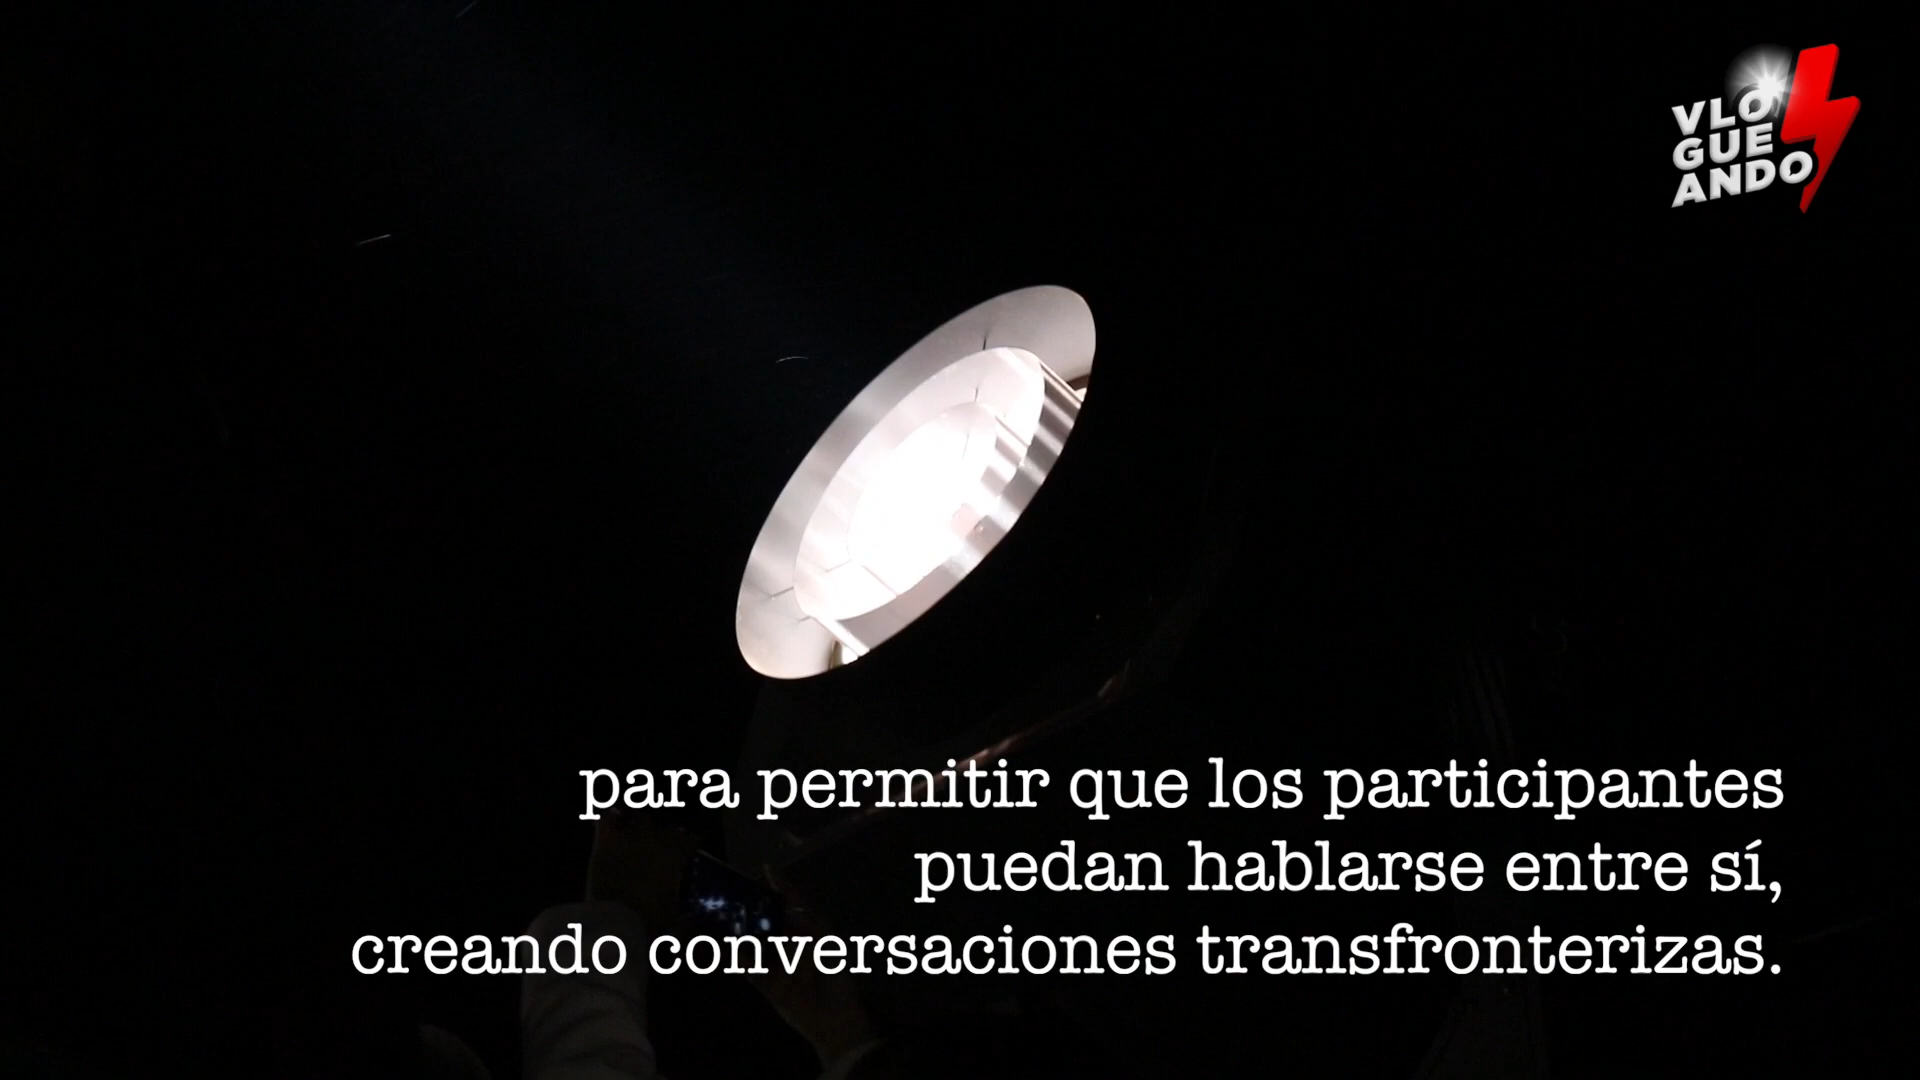 VLO
GUE
ANDO
para permitir que los participantes
puedan hablarse entre sí,
creando conversaciones transfronterizas.